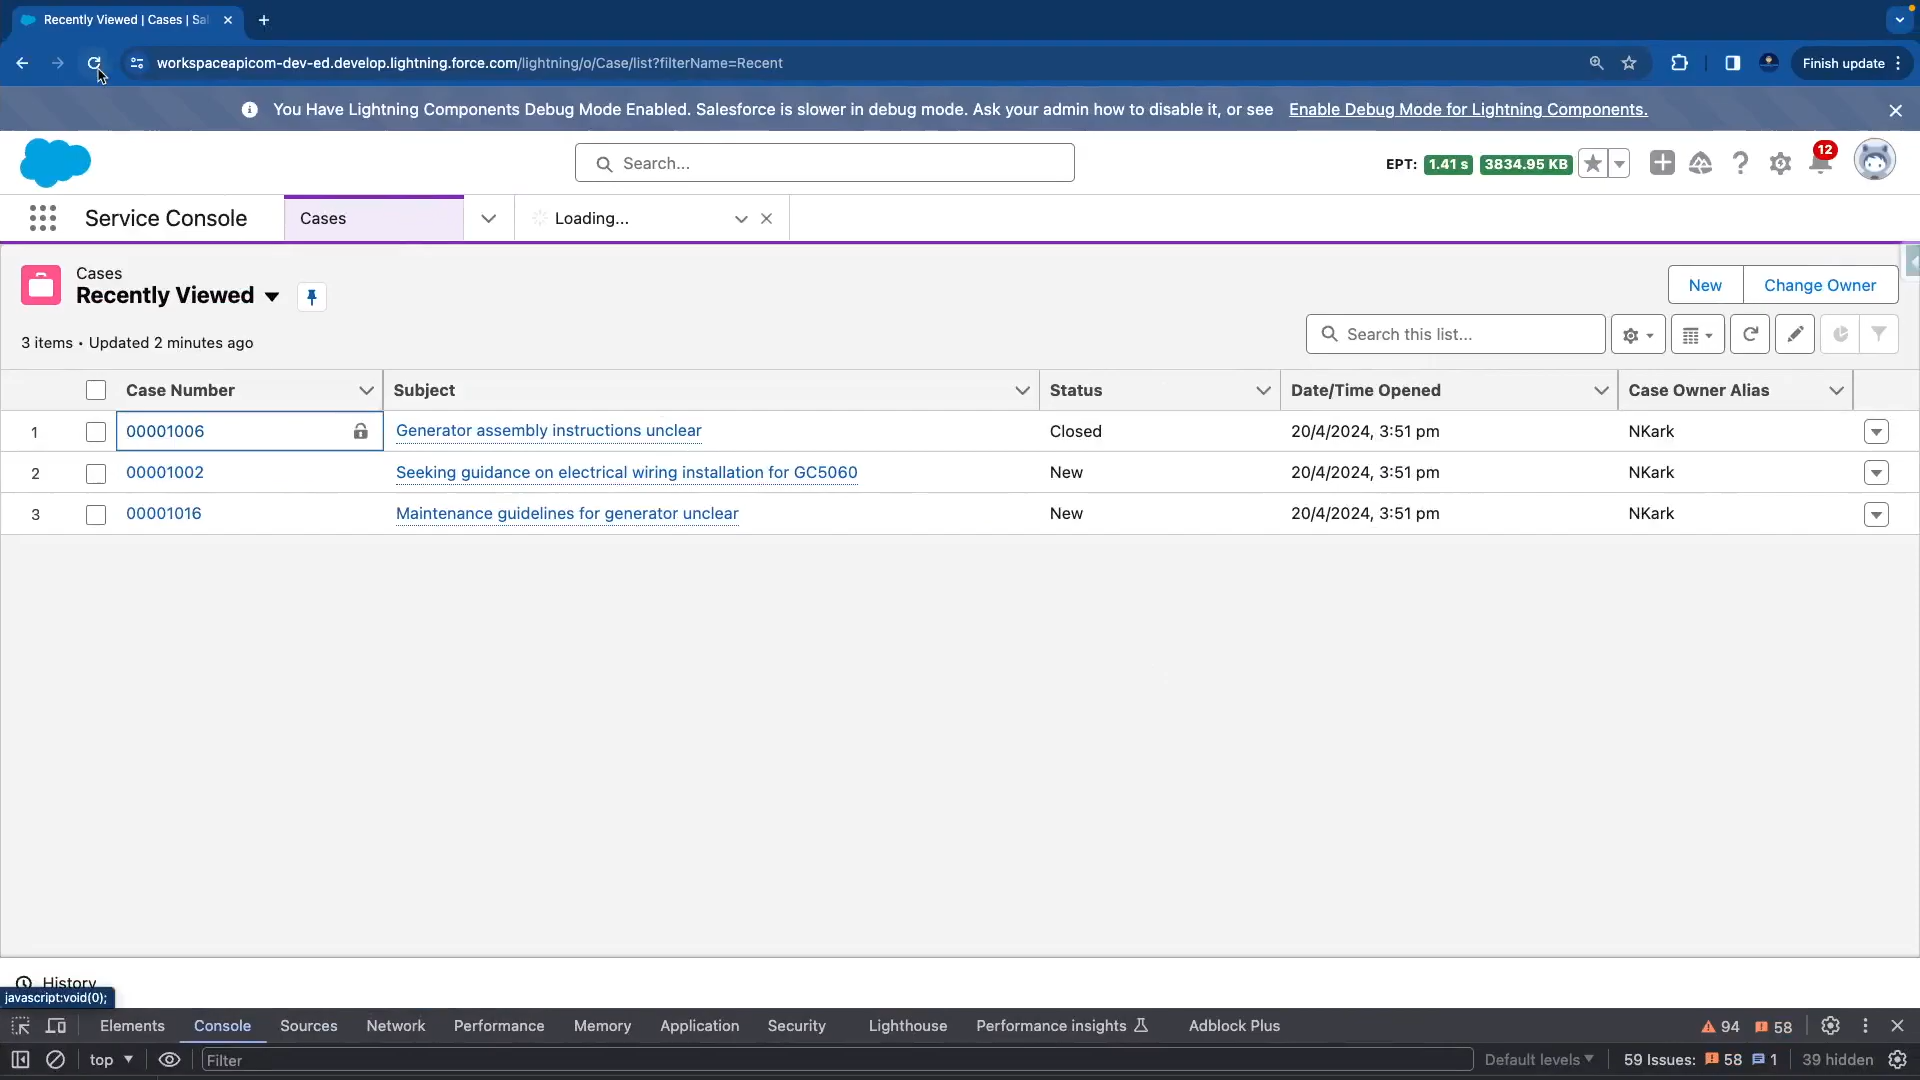 Recently Viewed | Cases | Sal
workspaceapicom-dev-ed.develop.lightning.force.com/lightning/o/Case/list?filterName=Recent
Finish update
You Have Lightning Components Debug Mode Enabled. Salesforce is slower in debug mode. Ask your admin how to disable it, or see Enable Debug Mode for Lightning Components.
Search...
EPT: 1.41 s 3834.95 KB
12
Service Console
Cases
Loading...
Cases
Recently Viewed
New
Change Owner
3 items • Updated 2 minutes ago
Search this list...
Case Number Subject Status Date/Time Opened Case Owner Alias
1 00001006 Generator assembly instructions unclear Closed 20/4/2024, 3:51 pm NKark
2 00001002 Seeking guidance on electrical wiring installation for GC5060 New 20/4/2024, 3:51 pm NKark
3 00001016 Maintenance guidelines for generator unclear New 20/4/2024, 3:51 pm NKark
History
javascript:void(0);
Elements Console Sources Network Performance Memory Application Security Lighthouse Performance insights Adblock Plus 94 58
top Filter Default levels 59 Issues: 58 1 39 hidden